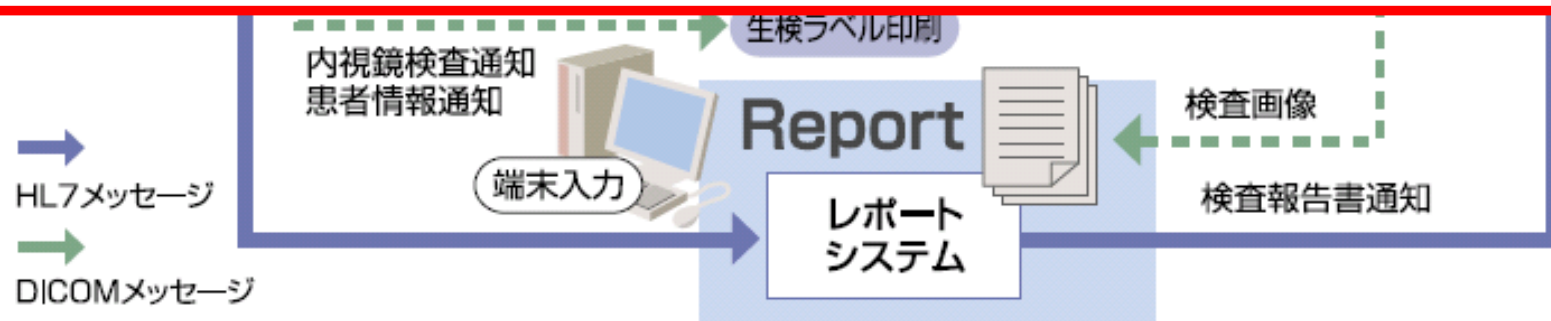 生検ラベル印刷
内視鏡検査通知
患者情報通知
Report
検査画像
HL7メッセージ
端末入力
レポート
システム
検査報告書通知
DICOMメッセージ